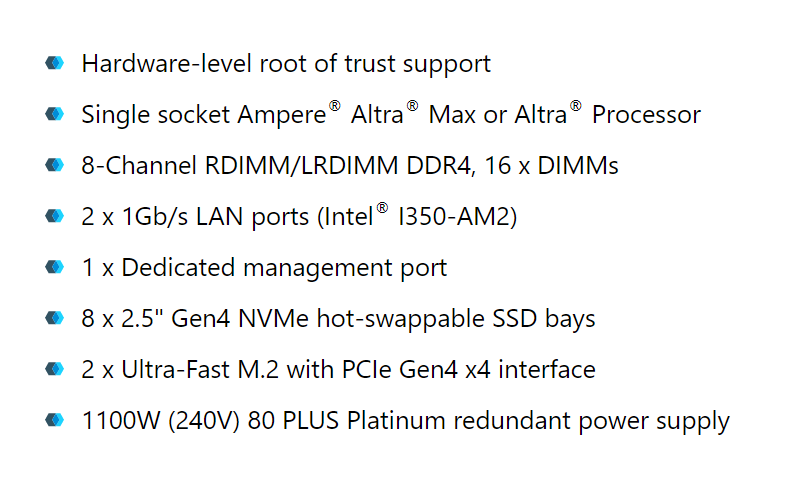 Hardware-level root of trust support
Single socket Ampere® Altra® Max or Altra® Processor
8-Channel RDIMM/LRDIMM DDR4, 16 x DIMMs
2 x 1Gb/s LAN ports (Intel® I350-AM2)
1 x Dedicated management port
8 x 2.5" Gen4 NVMe hot-swappable SSD bays
2 x Ultra-Fast M.2 with PCIe Gen4 x4 interface
1100W (240V) 80 PLUS Platinum redundant power supply